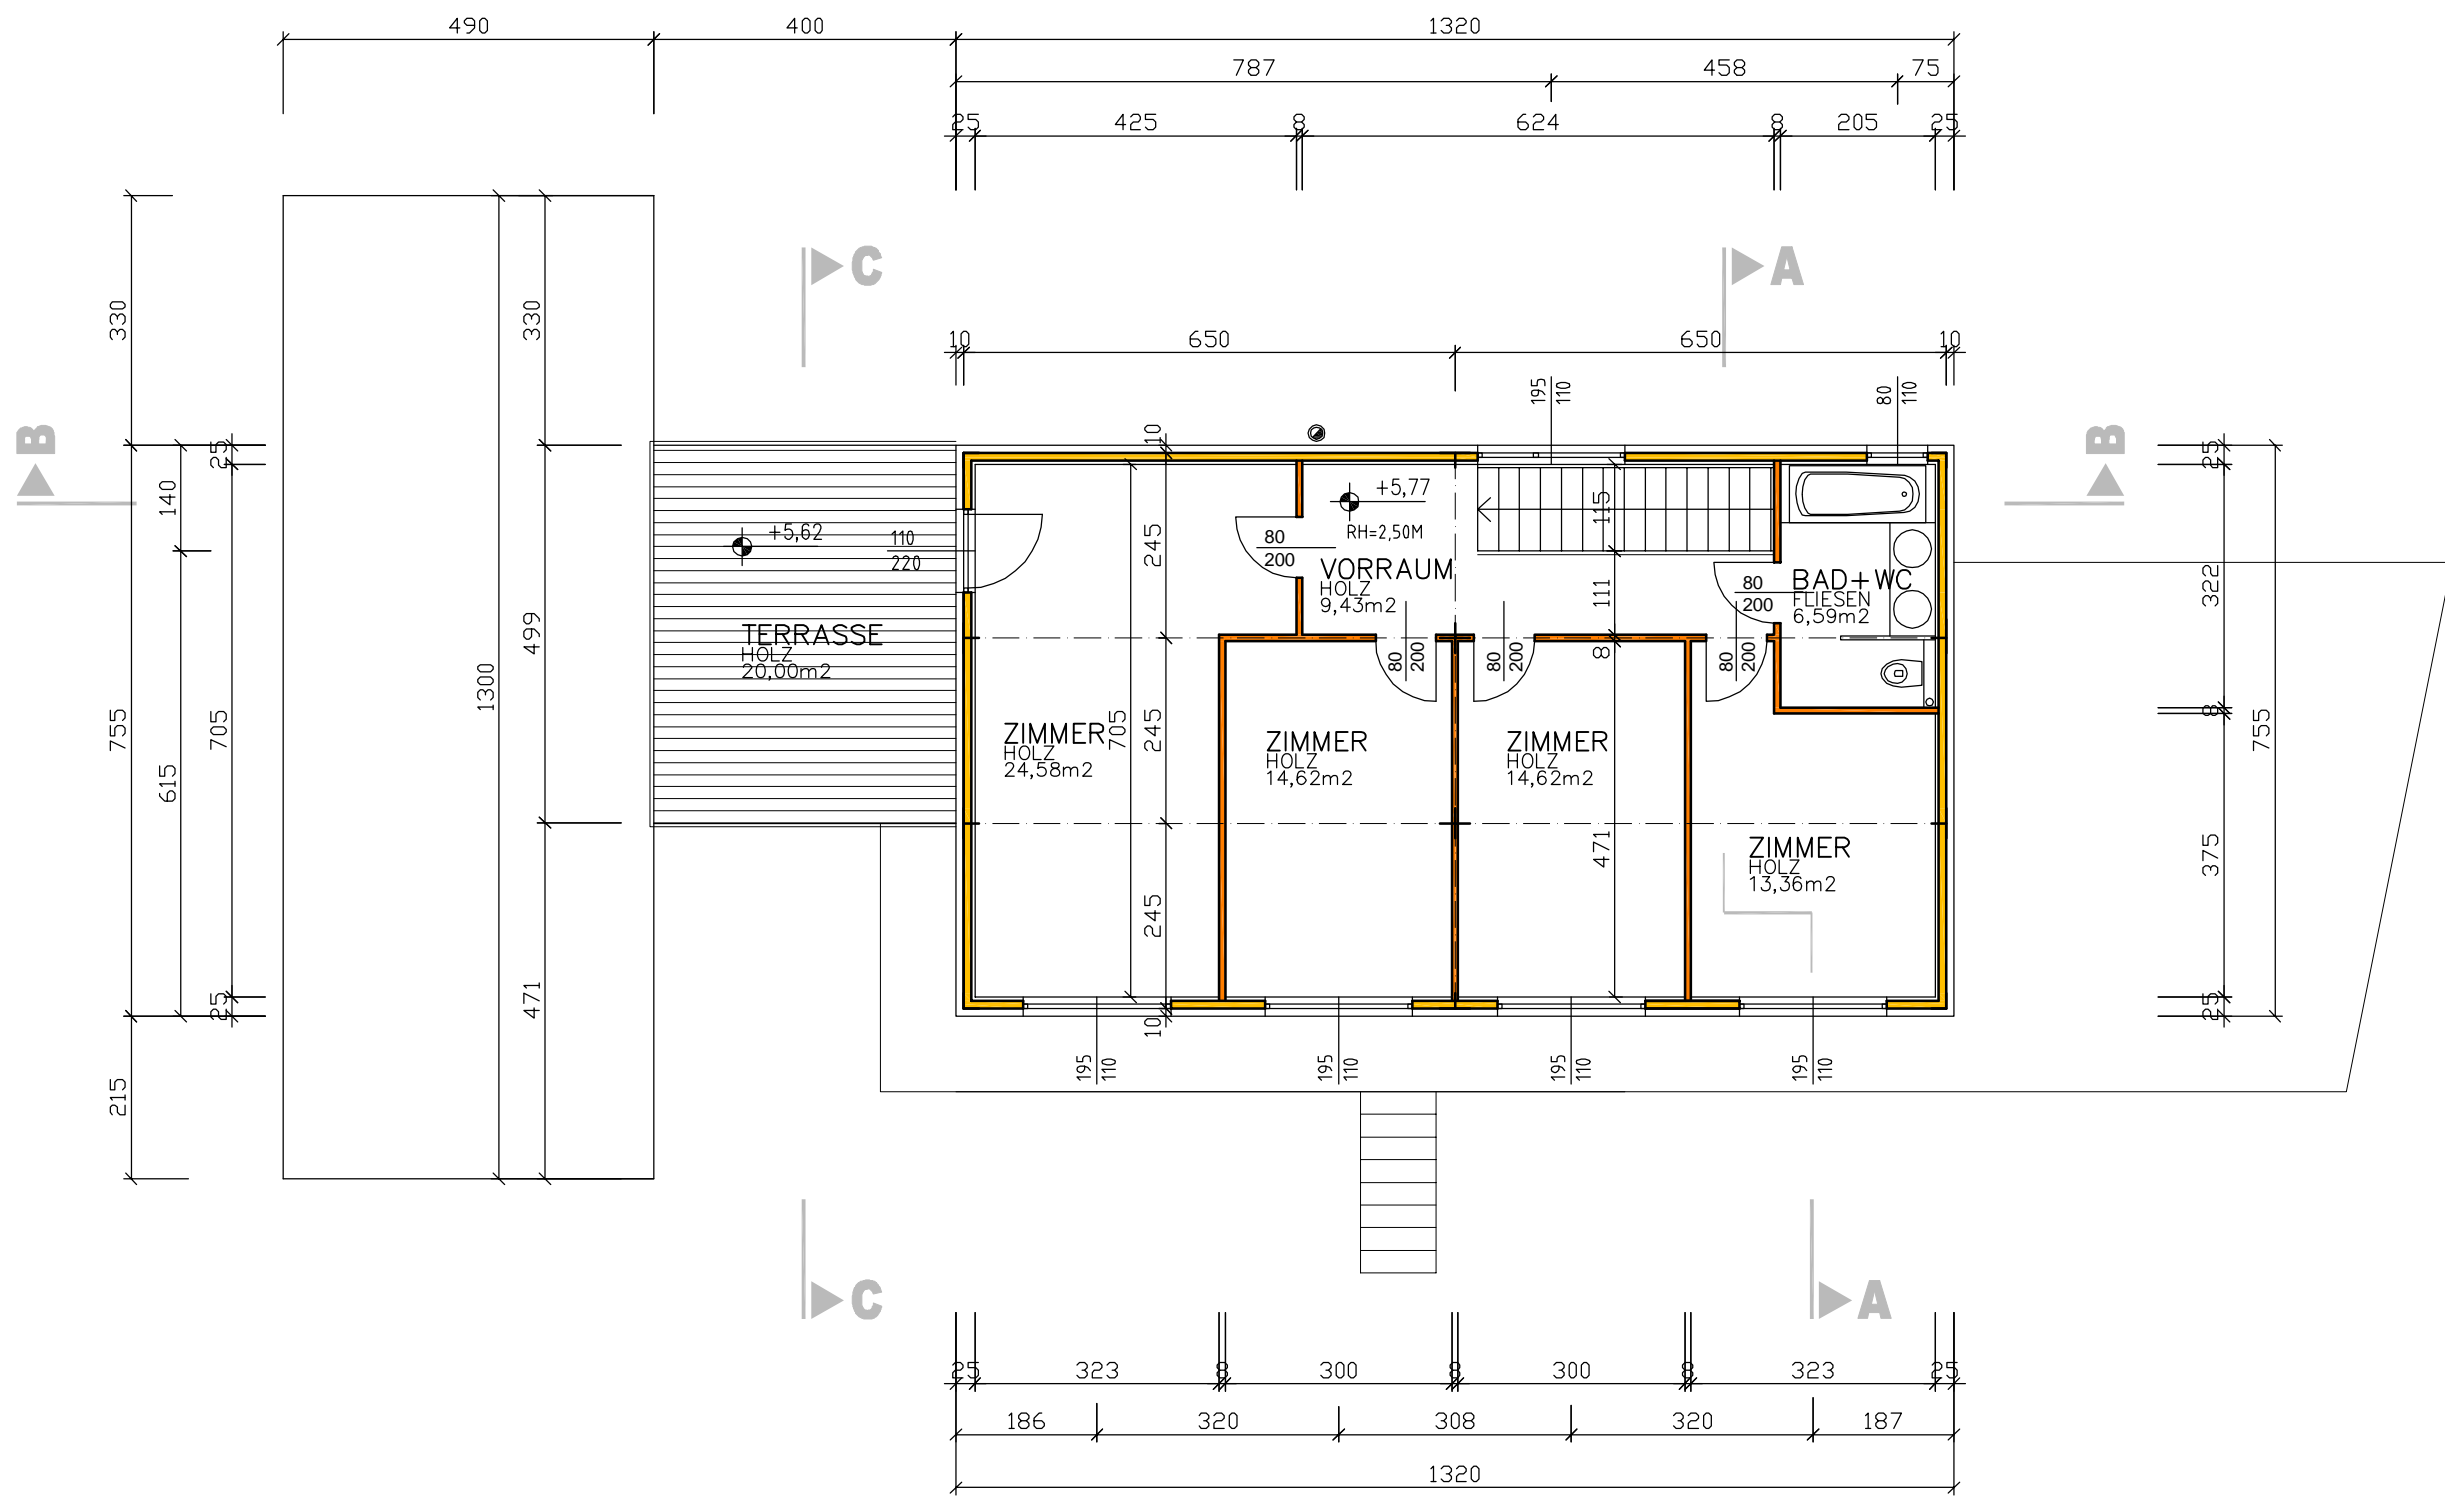 490 400 1320
787 458 75
25 425 8 624 8 205 25
C A
330 330
10 650 650 10
195
110
80
110
B B
25 10 25
140
+5,77
RH=2,50M
115
+5,62
110
220
245
80
200
VORRAUM
HOLZ
9,43m2
111
80
200
BAD+WC
FLIESEN
6,59m2
322
499
TERRASSE
HOLZ
20,00m2
80
200
80
200
80
200
8
1300
755
705
615
ZIMMER
HOLZ
24,58m2
705
245
ZIMMER
HOLZ
14,62m2
ZIMMER
HOLZ
14,62m2
8
755
471
ZIMMER
HOLZ
13,36m2
375
245
471
25 10 25
215
195
110
195
110
195
110
195
110
C A
25 323 8 300 8 300 8 323 25
186 320 308 320 187
1320